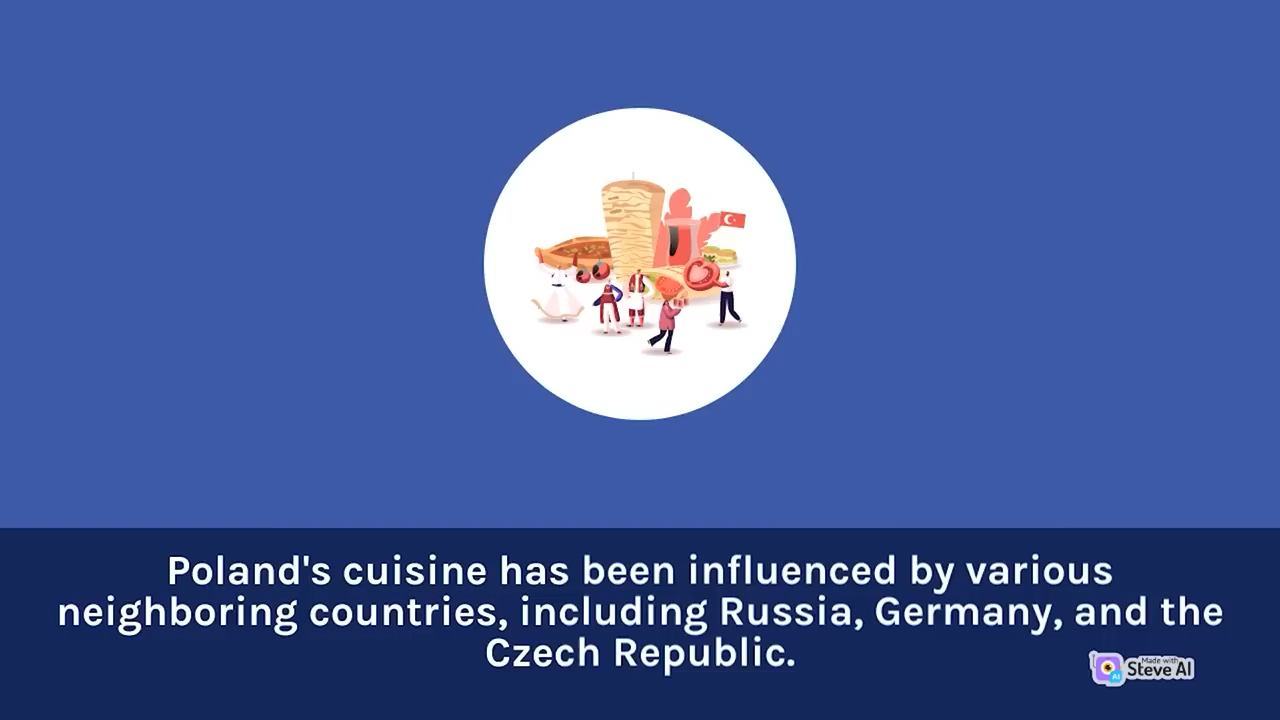 Poland's cuisine has been influenced by various
neighboring countries, including Russia, Germany, and the
Czech Republic.
Made with
Steve AI
AI